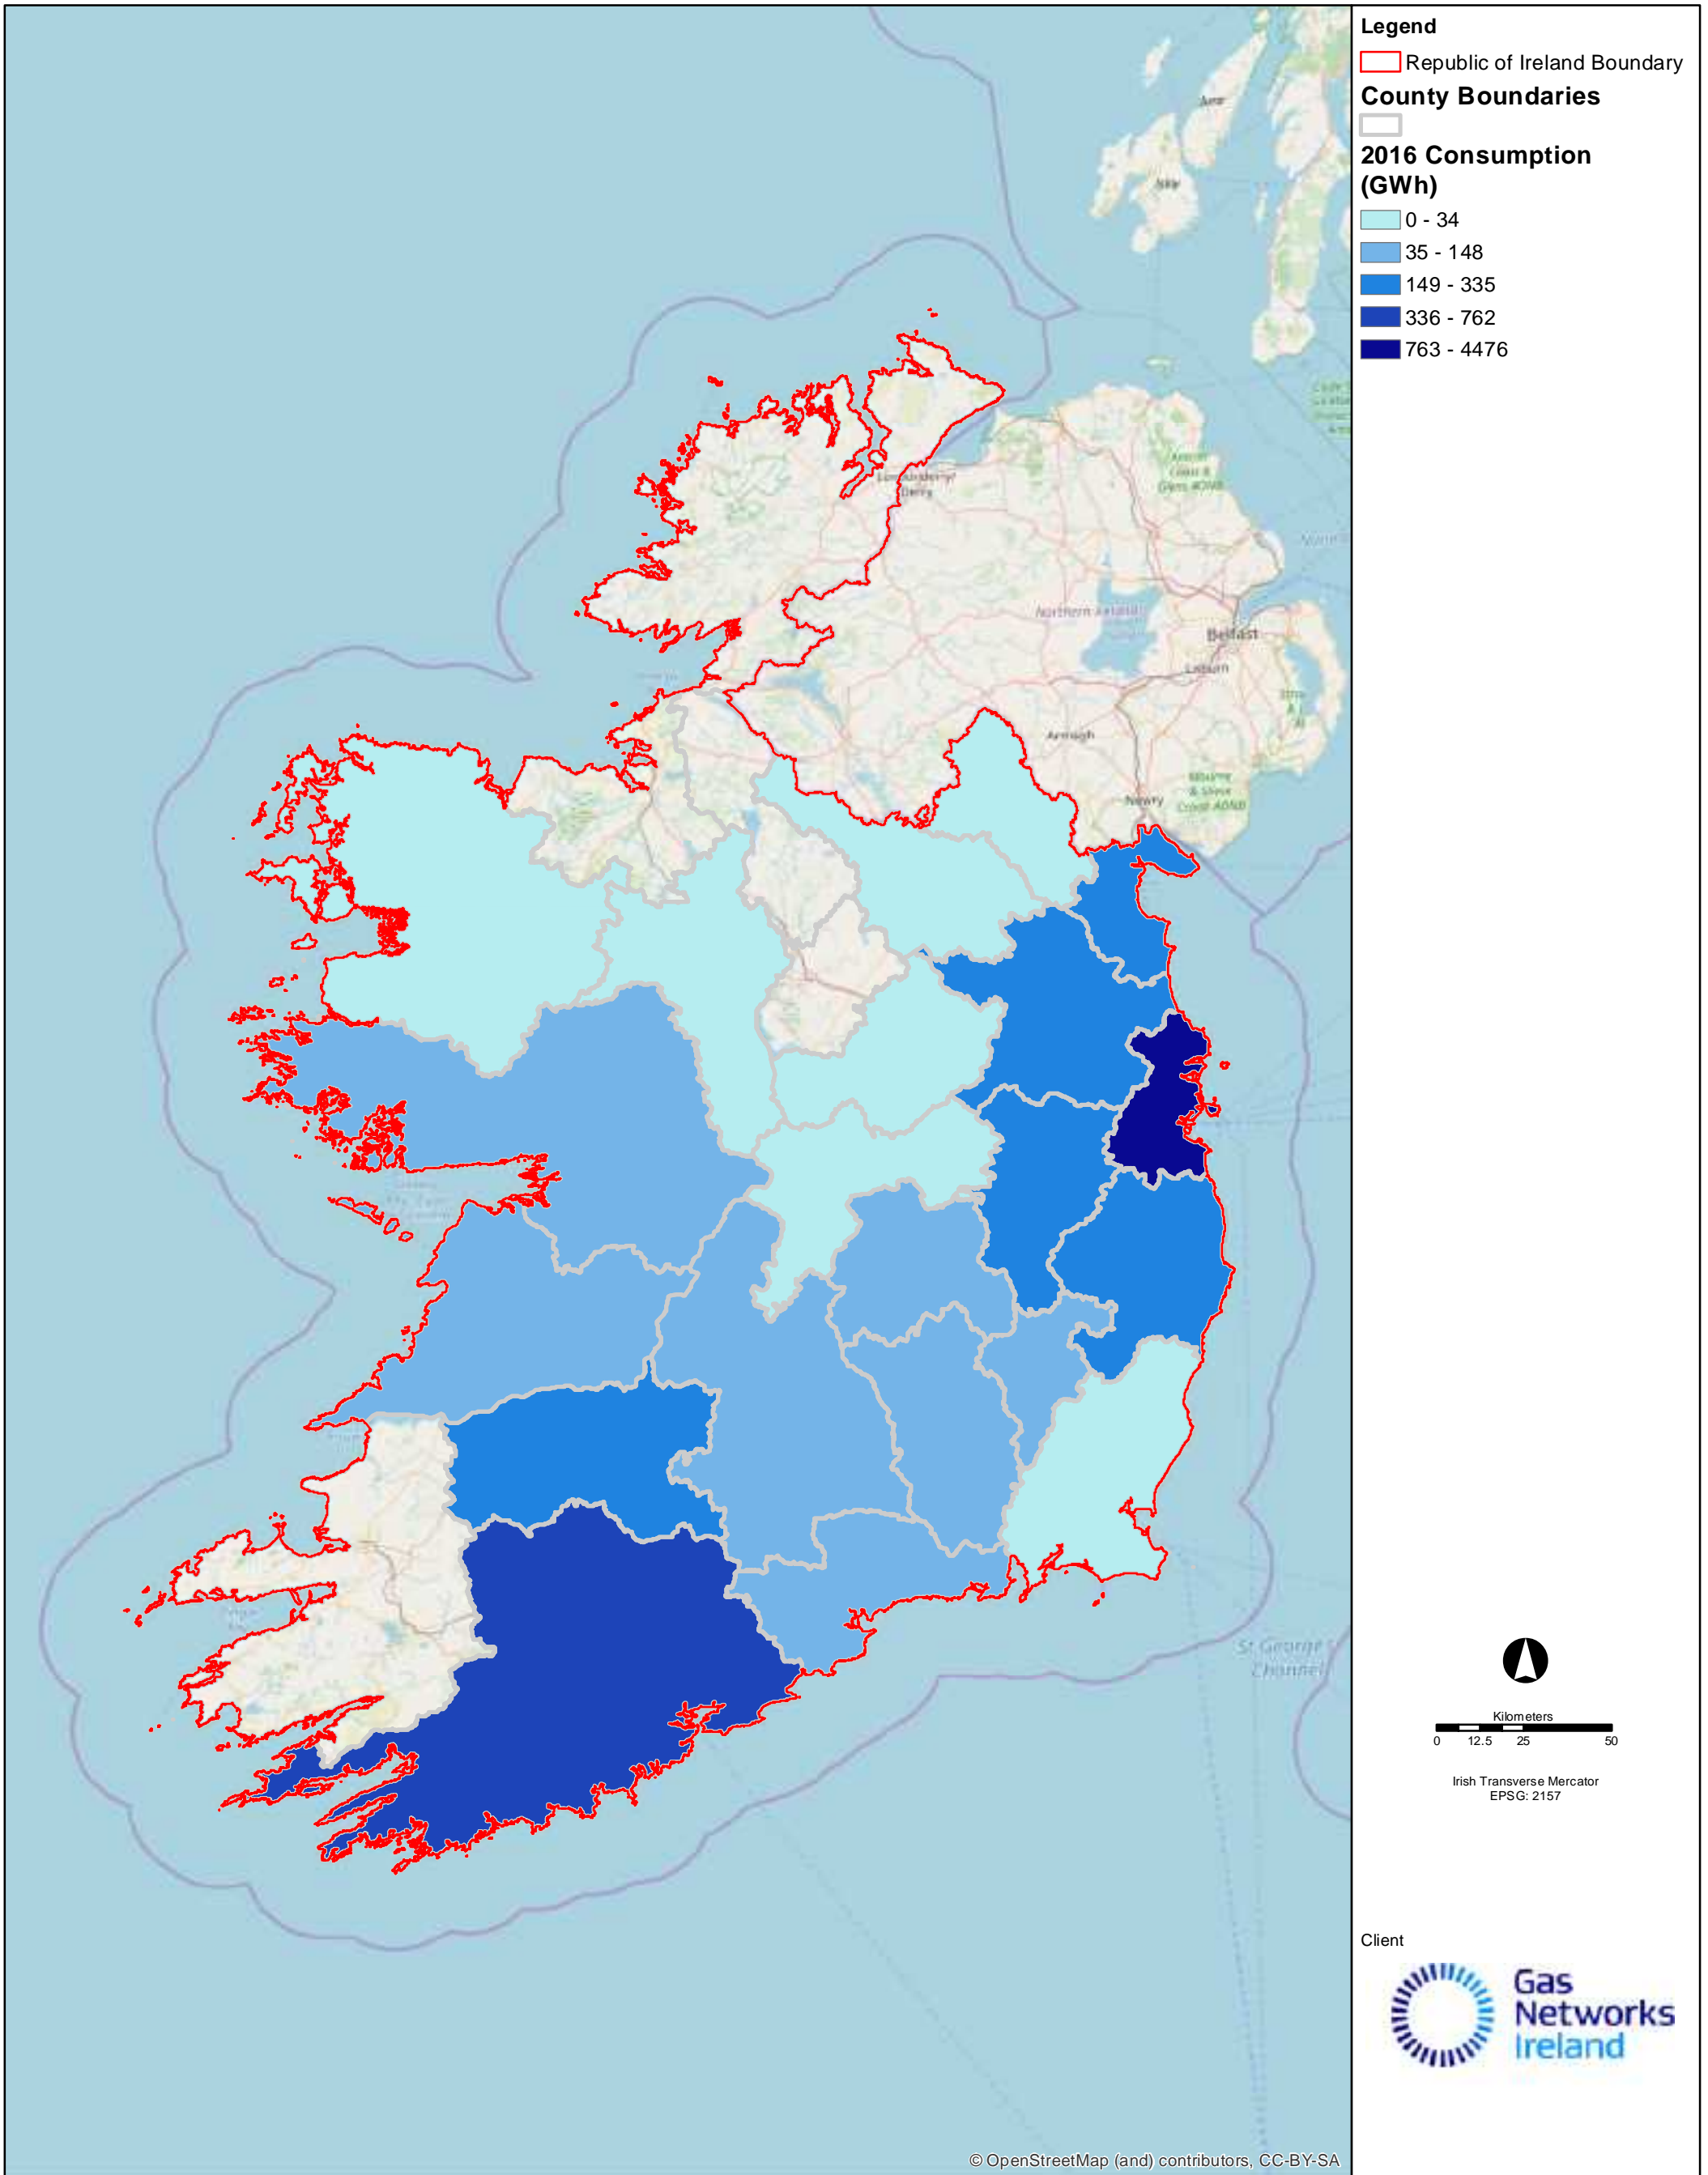 Legend
Republic of Ireland Boundary
County Boundaries
2016 Consumption
(GWh)
0 - 34
35 - 148
149 - 335
336 - 762
763 - 4476
Londonderry/
Derry
Northern Ireland
Belfast
Lisburn
Armagh
Newry
St George's
Channel
Kilometers
0 12.5 25 50
Irish Transverse Mercator
EPSG: 2157
Client
Gas
Networks
Ireland
© OpenStreetMap (and) contributors, CC-BY-SA